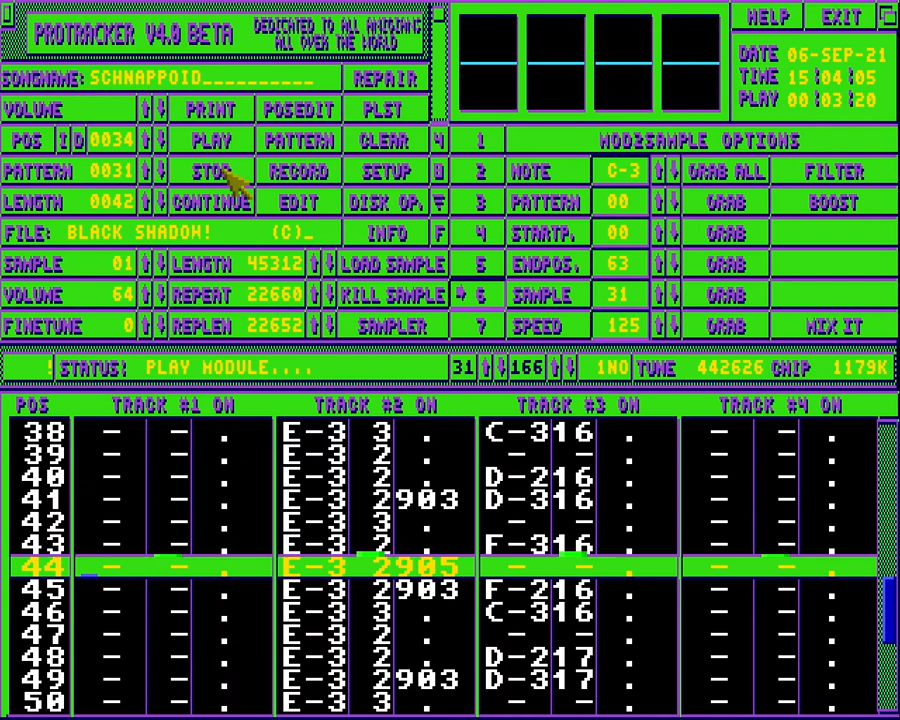 PROTRACKER V4.0 BETA DEDICATED TO ALL AMIGIANS
ALL OVER THE WORLD
HELP EXIT
DATE 06-SEP-21
TIME 15:04:05
PLAY 00:03:20
SONGNAME:SCHNAPPOID__________ REPAIR
VOLUME PRINT POSEDIT PLST
POS I D 0034 PLAY PATTERN CLEAR 1 MOD2SAMPLE OPTIONS
PATTERN 0031 STOP RECORD SETUP 2 NOTE C-3 GRAB ALL FILTER
LENGTH 0042 CONTINUE EDIT DISK OP. 3 PATTERN 00 GRAB BOOST
FILE: BLACK SHADOW! (C)_ INFO F 4 STARTP. 00 GRAB
SAMPLE 01 LENGTH 45312 LOAD SAMPLE 5 ENDPOS. 63 GRAB
VOLUME 64 REPEAT 22660 KILL SAMPLE 6 SAMPLE 31 GRAB
FINETUNE 0 REPLEN 22652 SAMPLER 7 SPEED 125 GRAB MIX IT
! STATUS: PLAY MODULE.... 31 166 1NO TUNE 442626 CHIP 1179K
POS TRACK #1 ON TRACK #2 ON TRACK #3 ON TRACK #4 ON
38 - - . E-3 3 . C-316 . - - .
39 - - . E-3 2 . - - . - - .
40 - - . E-3 2 . D-216 . - - .
41 - - . E-3 2903 D-316 . - - .
42 - - . E-3 3 . - - . - - .
43 - - . E-3 2 . F-316 . - - .
44 - - . E-3 2905 - - . - - .
45 - - . E-3 2903 F-216 . - - .
46 - - . E-3 3 . C-316 . - - .
47 - - . E-3 2 . - - . - - .
48 - - . E-3 2 . D-217 . - - .
49 - - . E-3 2903 D-317 . - - .
50 - - . E-3 3 . - - . - - .